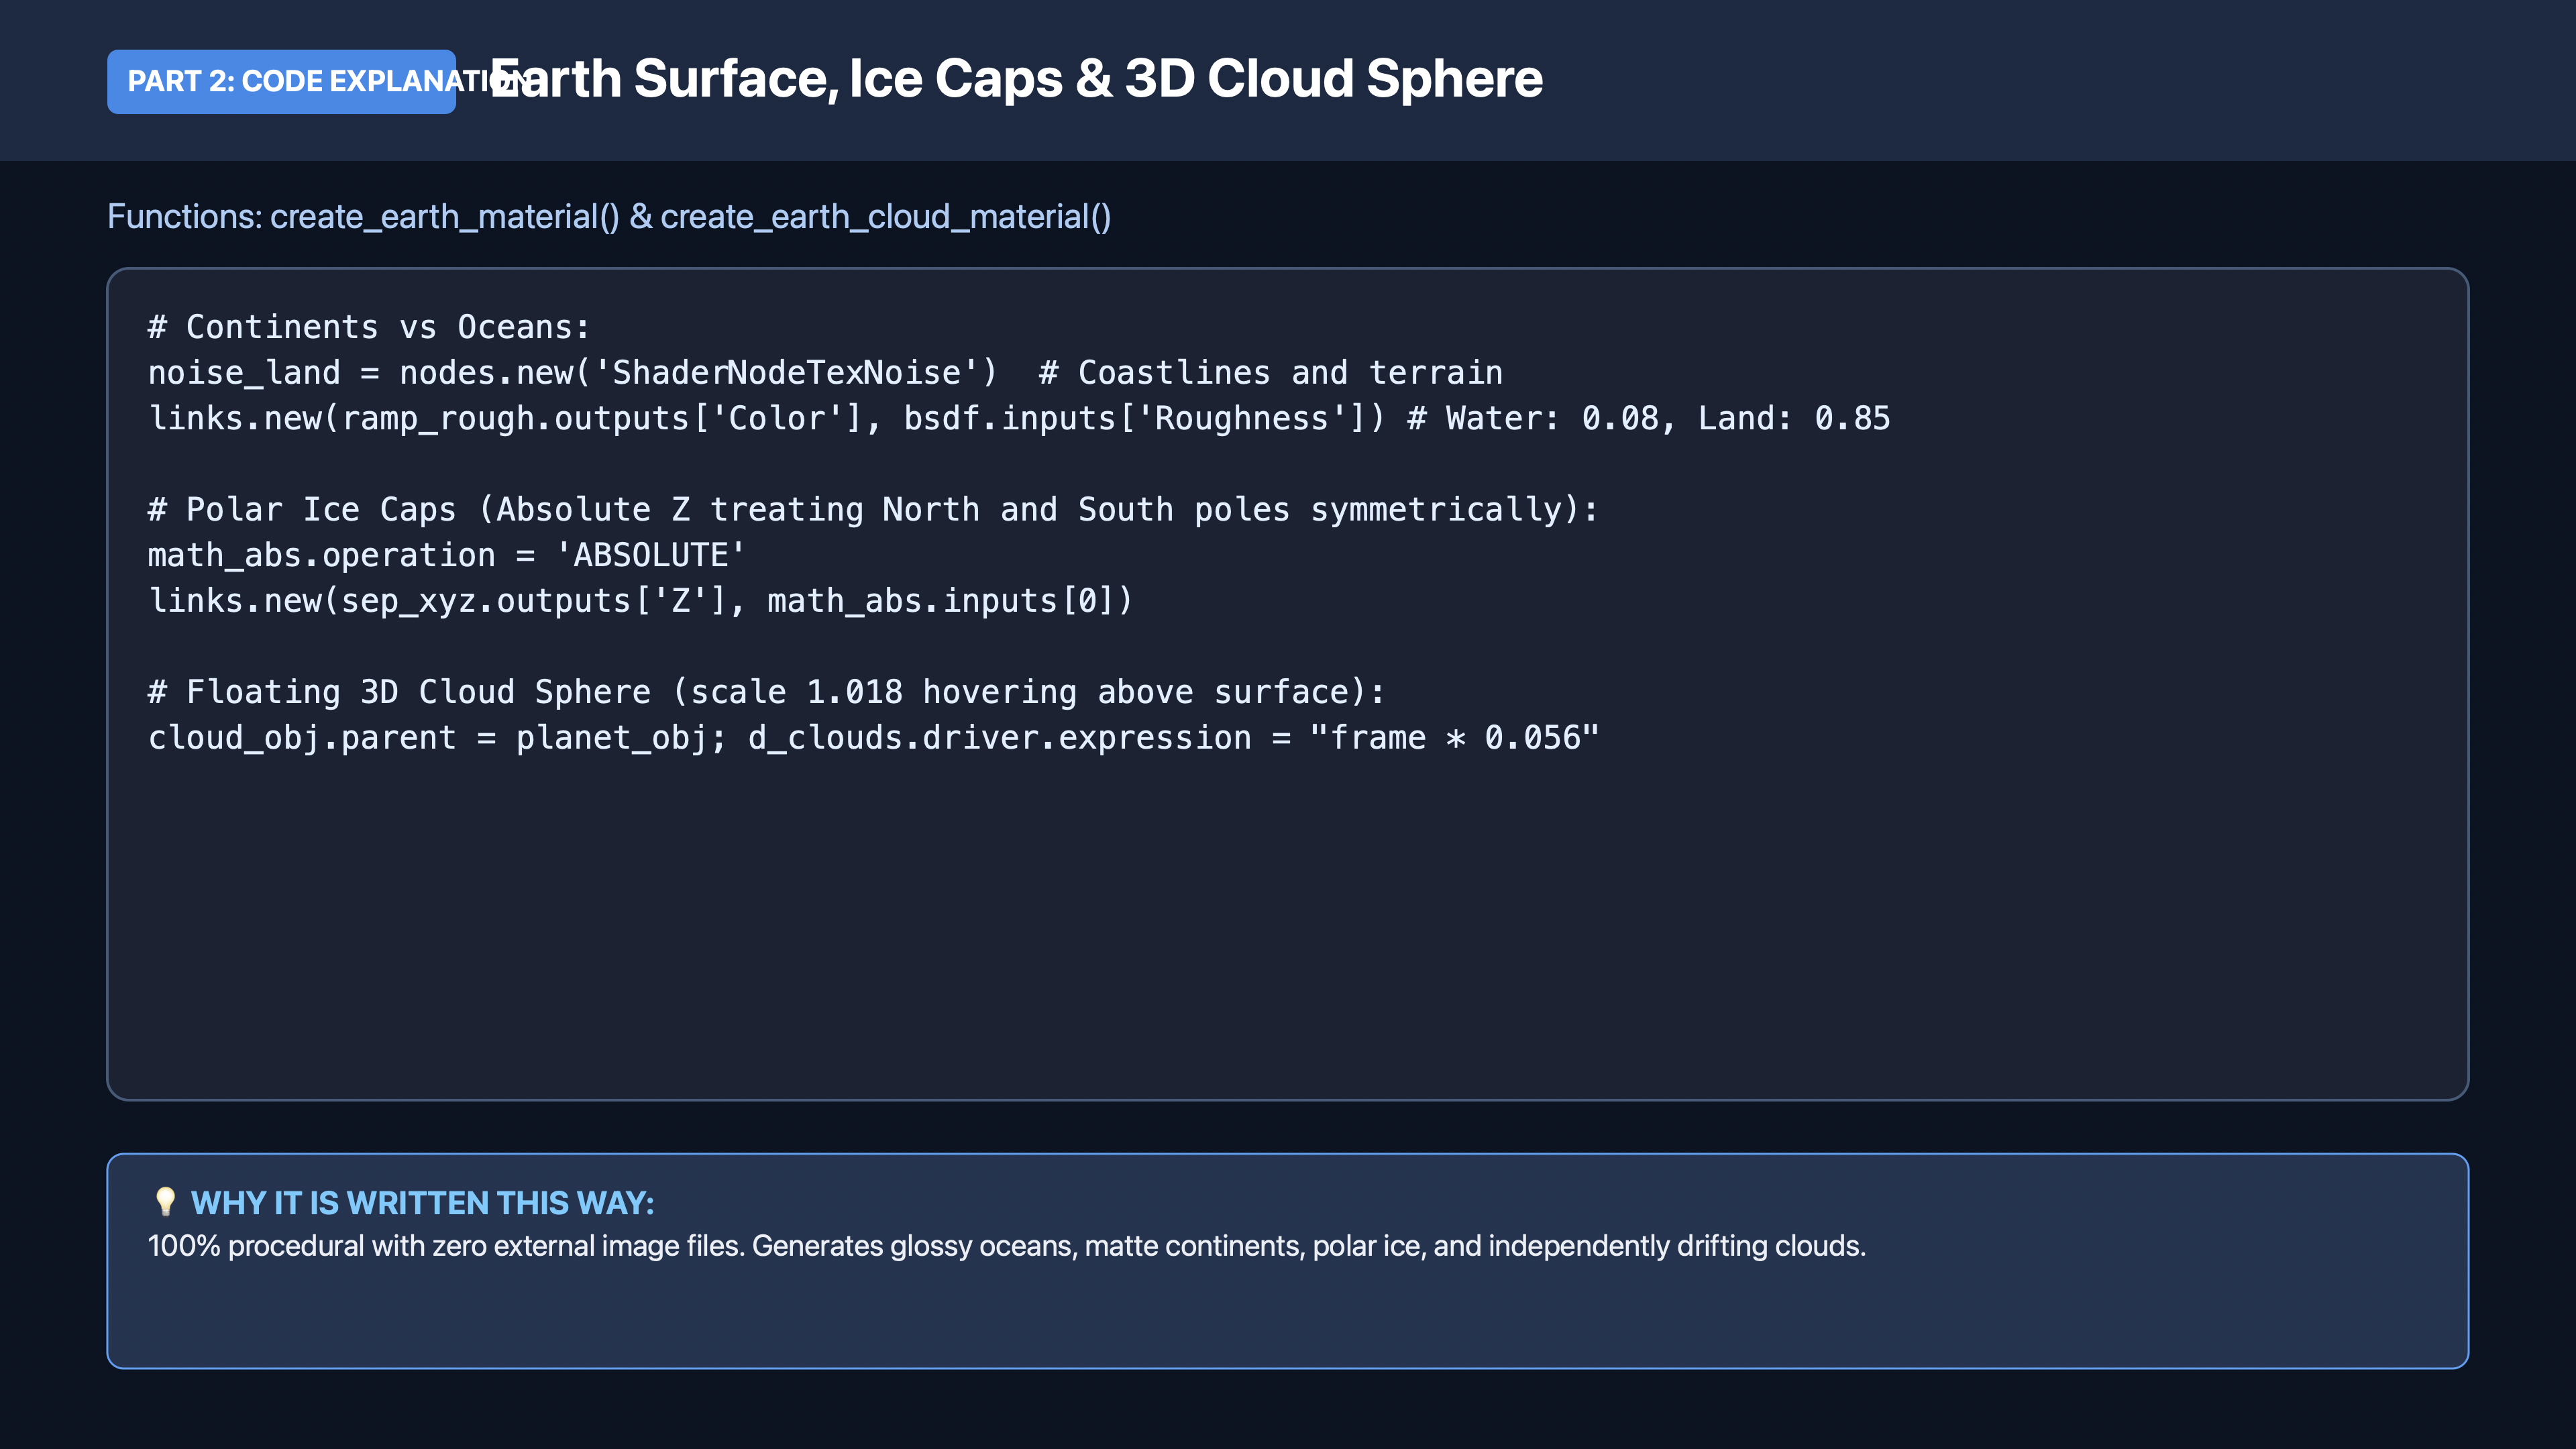 PART 2: CODE EXPLANATION
Earth Surface, Ice Caps & 3D Cloud Sphere
Functions: create_earth_material() & create_earth_cloud_material()
# Continents vs Oceans:
noise_land = nodes.new('ShaderNodeTexNoise')  # Coastlines and terrain
links.new(ramp_rough.outputs['Color'], bsdf.inputs['Roughness']) # Water: 0.08, Land: 0.85
# Polar Ice Caps (Absolute Z treating North and South poles symmetrically):
math_abs.operation = 'ABSOLUTE'
links.new(sep_xyz.outputs['Z'], math_abs.inputs[0])
# Floating 3D Cloud Sphere (scale 1.018 hovering above surface):
cloud_obj.parent = planet_obj; d_clouds.driver.expression = "frame * 0.056"
💡 WHY IT IS WRITTEN THIS WAY:
100% procedural with zero external image files. Generates glossy oceans, matte continents, polar ice, and independently drifting clouds.